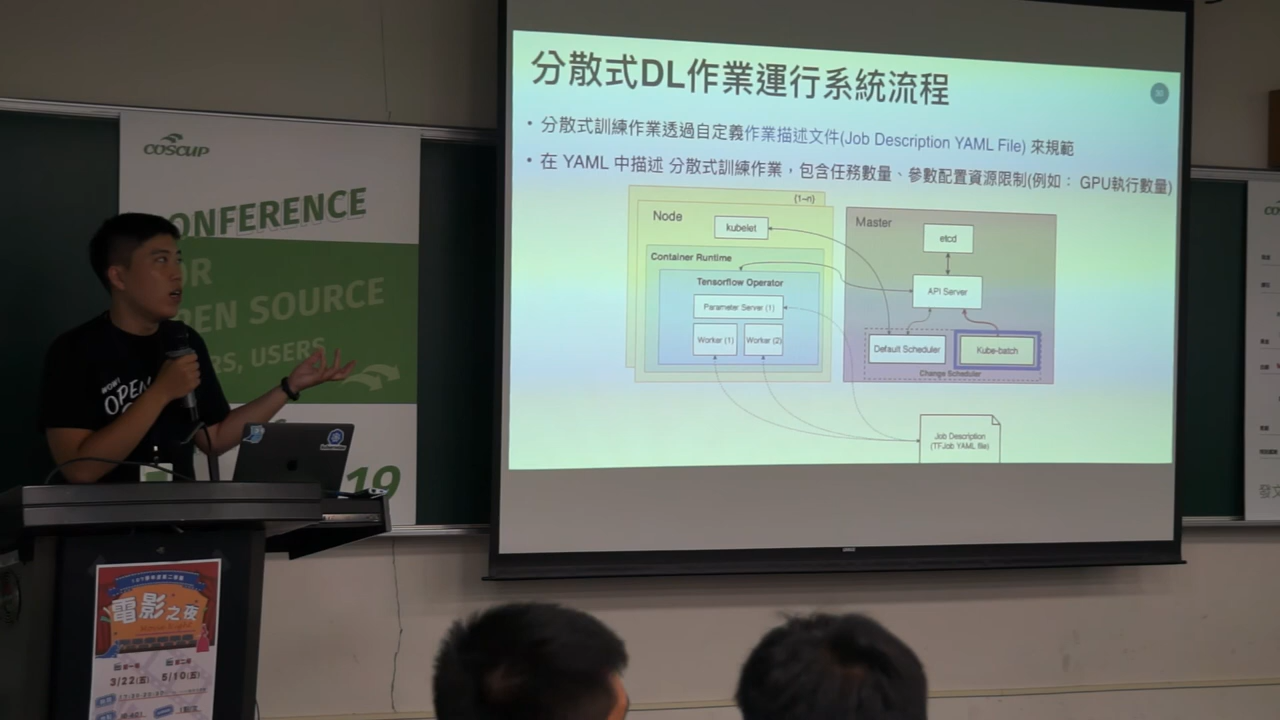 分散式DL作業運行系統流程
• 分散式訓練作業透過自定義作業描述文件(Job Description YAML File) 來規範
• 在 YAML 中描述 分散式訓練作業，包含任務數量、參數配置資源限制(例如： GPU執行數量)
(1~n)
Node
kubelet
Container Runtime
Tensorflow Operator
Parameter Server (1)
Worker (1)
Worker (2)
Master
etcd
API Server
Default Scheduler
Kube-batch
Change Scheduler
Job Description
(TFJob YAML file)
COSCUP
ONFERENCE
OR
PEN SOURCE
RS, USERS
19
OPEN
電影之夜
3/22(五)
5/10(五)
發文